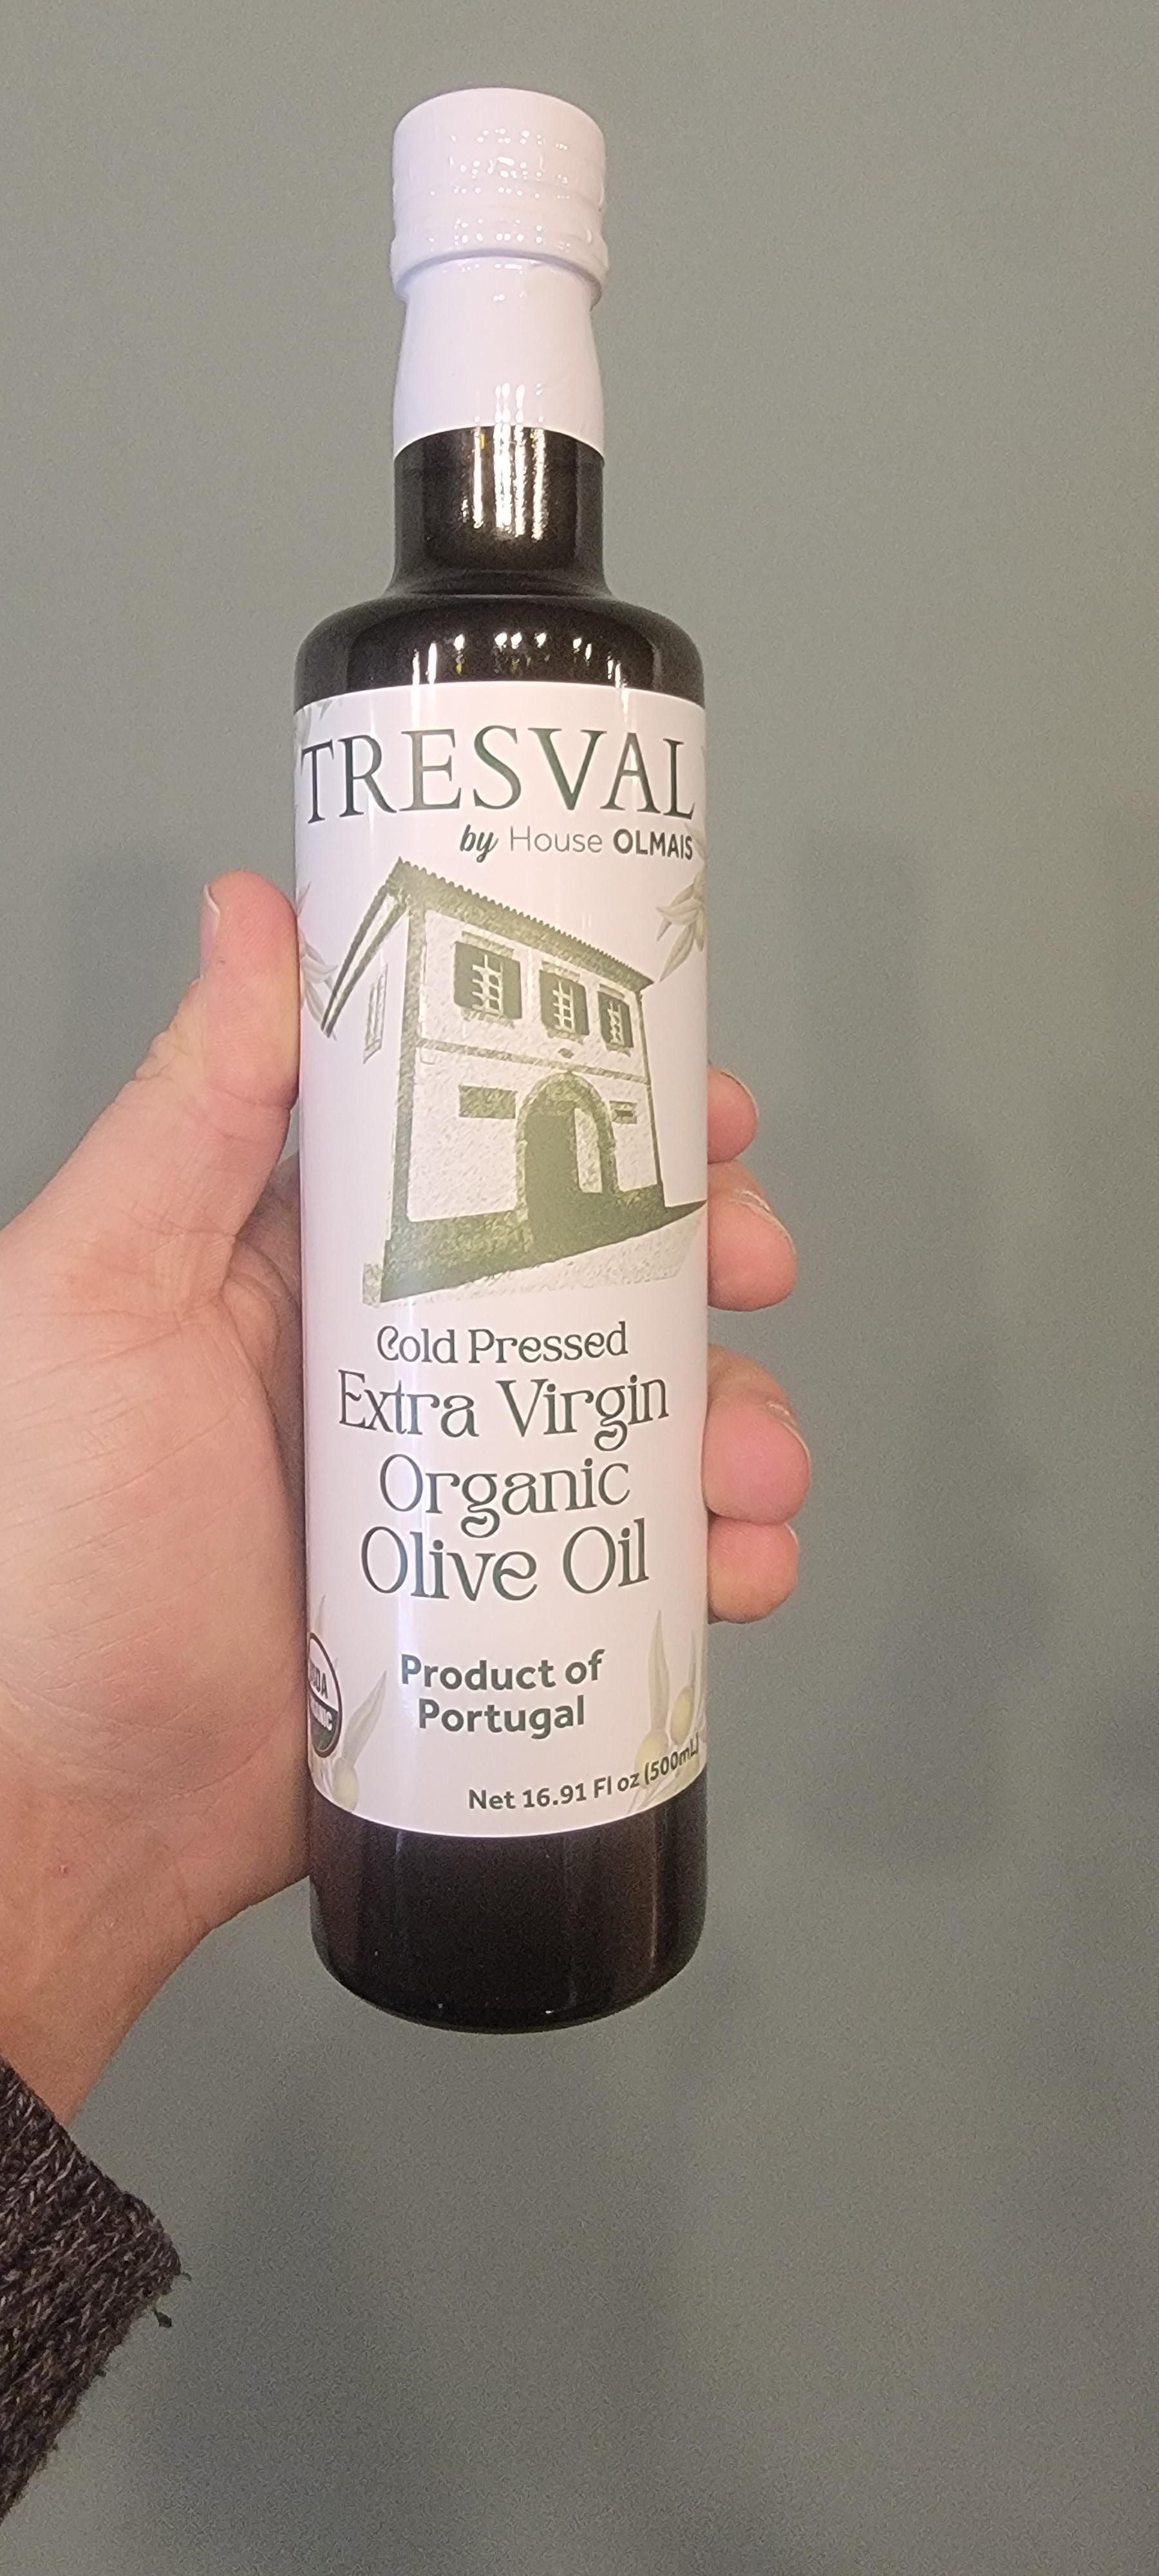 TRESVAL
by House OLMAIS
Cold Pressed
Extra Virgin
Organic
Olive Oil
Product of
Portugal
Net 16.91 Fl oz (500mL)